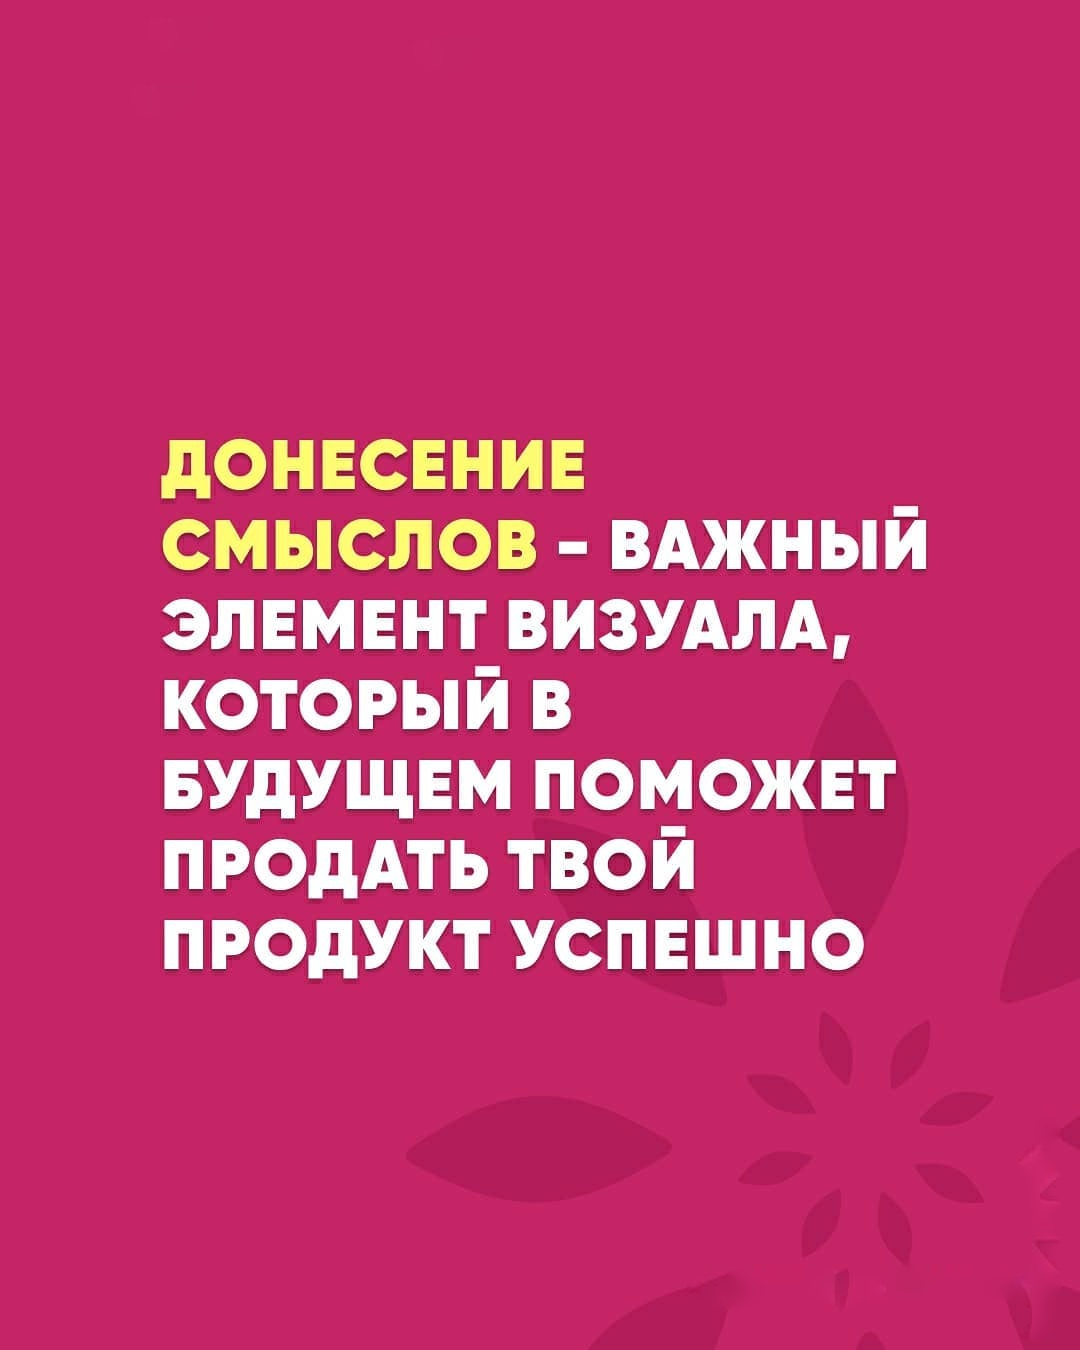 ДОНЕСЕНИЕ
СМЫСЛОВ - ВАЖНЫЙ
ЭЛЕМЕНТ ВИЗУАЛА,
КОТОРЫЙ В
БУДУЩЕМ ПОМОЖЕТ
ПРОДАТЬ ТВОЙ
ПРОДУКТ УСПЕШНО